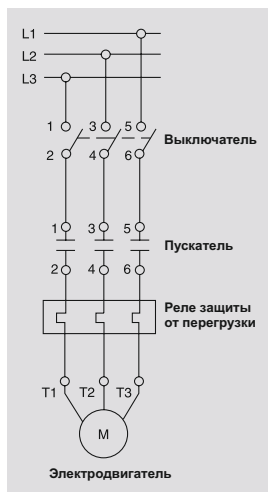 L1
L2
L3
1 3 5
2 4 6
Выключатель
1 3 5
Пускатель
2 4 6
Реле защиты
от перегрузки
T1 T2 T3
M
Электродвигатель